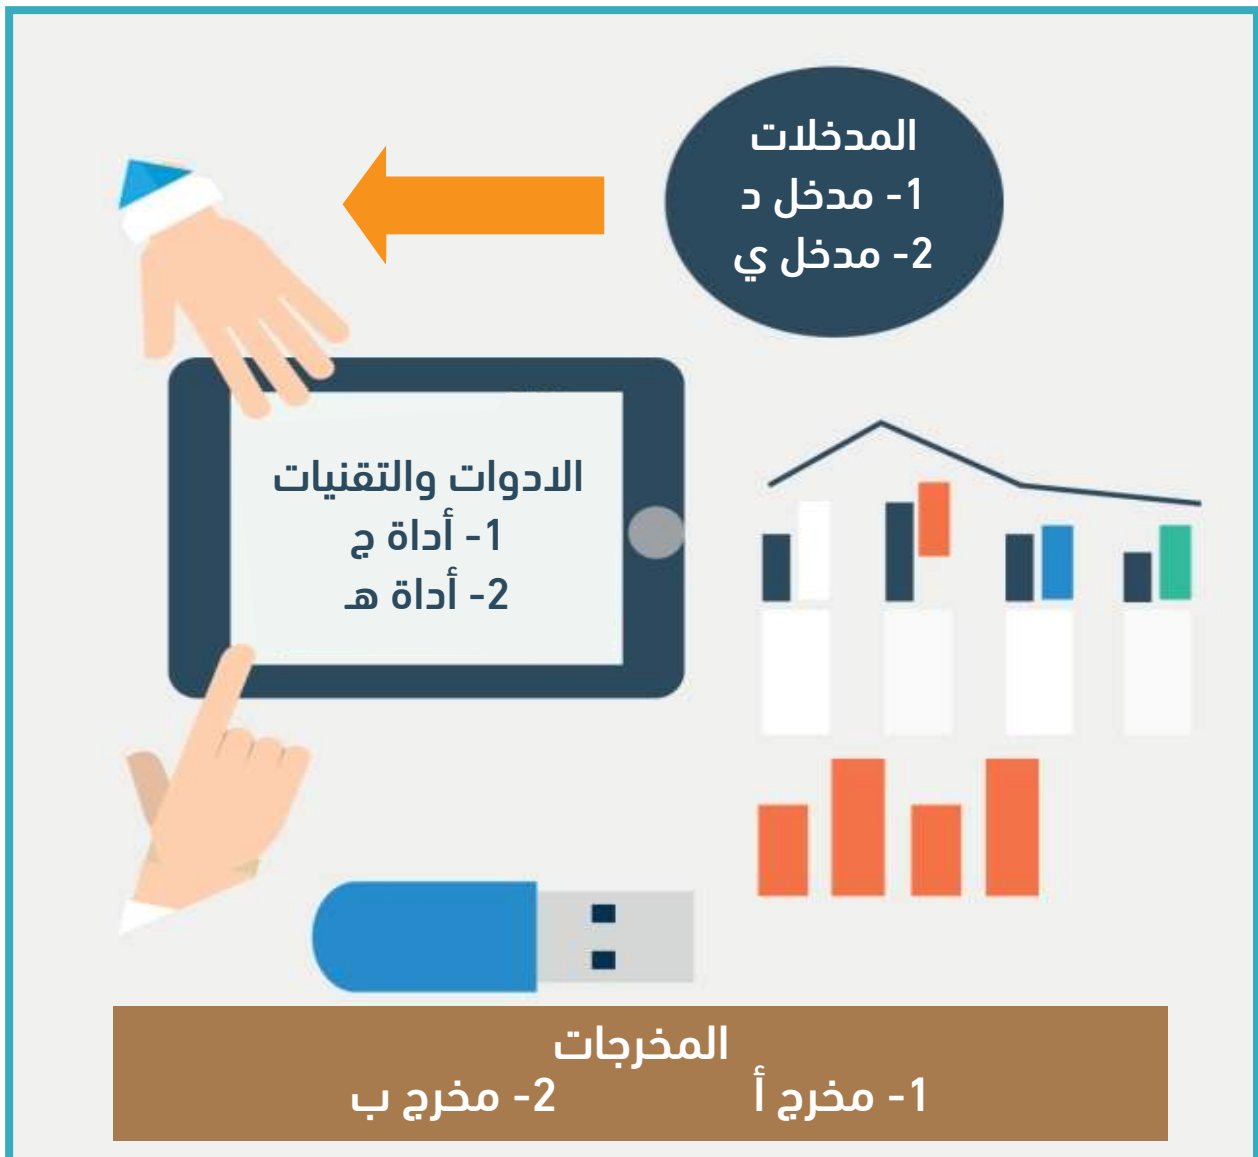 المدخلات
1- مدخل د
2- مدخل ي
الادوات والتقنيات
1- أداة ج
2- أداة هـ
المخرجات
1- مخرج أ 2- مخرج ب